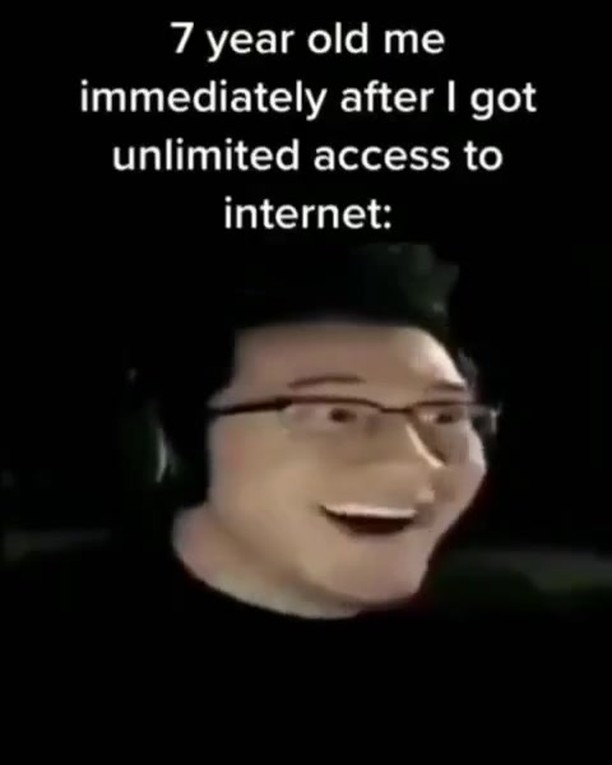 7 year old me
immediately after I got
unlimited access to
internet: